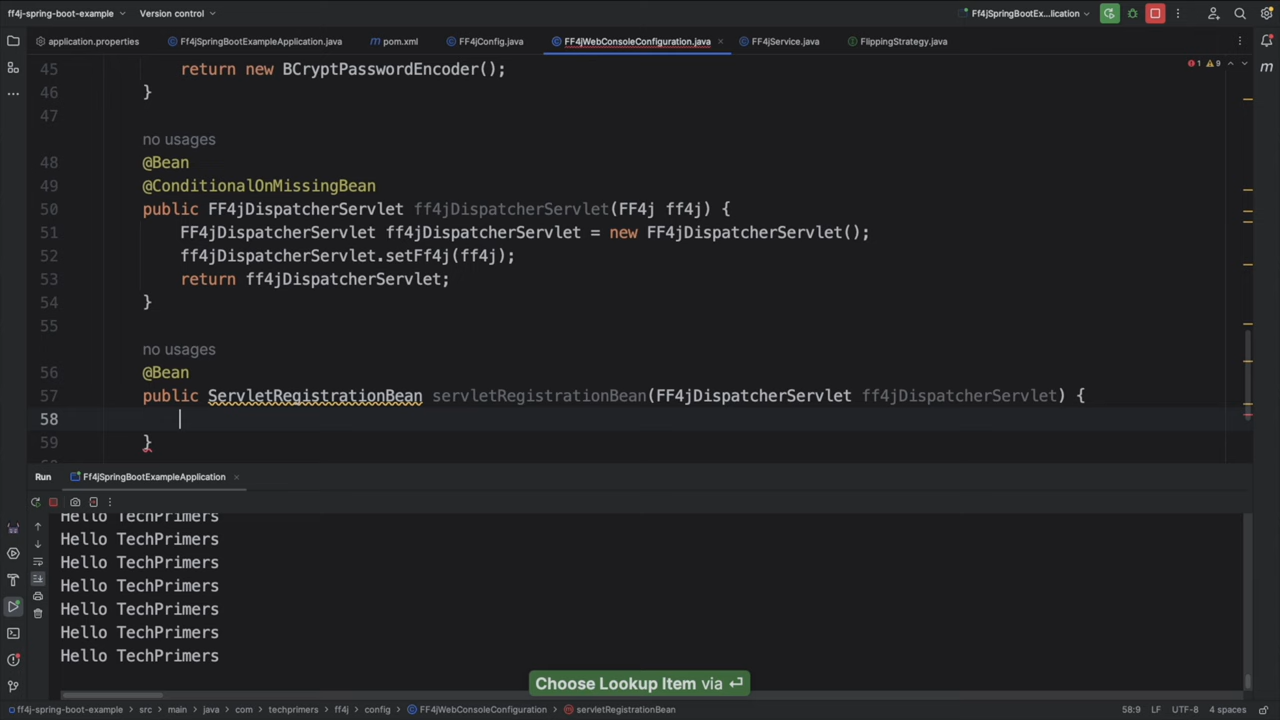 ff4j-spring-boot-example Version control Ff4jSpringBootEx...lication
application.properties Ff4jSpringBootExampleApplication.java pom.xml FF4jConfig.java FF4jWebConsoleConfiguration.java FF4jService.java FlippingStrategy.java
45 return new BCryptPasswordEncoder(); 1 9
46 }
47
no usages
48 @Bean
49 @ConditionalOnMissingBean
50 public FF4jDispatcherServlet ff4jDispatcherServlet(FF4j ff4j) {
51 FF4jDispatcherServlet ff4jDispatcherServlet = new FF4jDispatcherServlet();
52 ff4jDispatcherServlet.setFf4j(ff4j);
53 return ff4jDispatcherServlet;
54 }
55
no usages
56 @Bean
57 public ServletRegistrationBean servletRegistrationBean(FF4jDispatcherServlet ff4jDispatcherServlet) {
58
59 }
Run Ff4jSpringBootExampleApplication
Hello TechPrimers
Hello TechPrimers
Hello TechPrimers
Hello TechPrimers
Hello TechPrimers
Hello TechPrimers
Hello TechPrimers
Choose Lookup Item via ⏎
ff4j-spring-boot-example > src > main > java > com > techprimers > ff4j > config > FF4jWebConsoleConfiguration > servletRegistrationBean 58:9 LF UTF-8 4 spaces